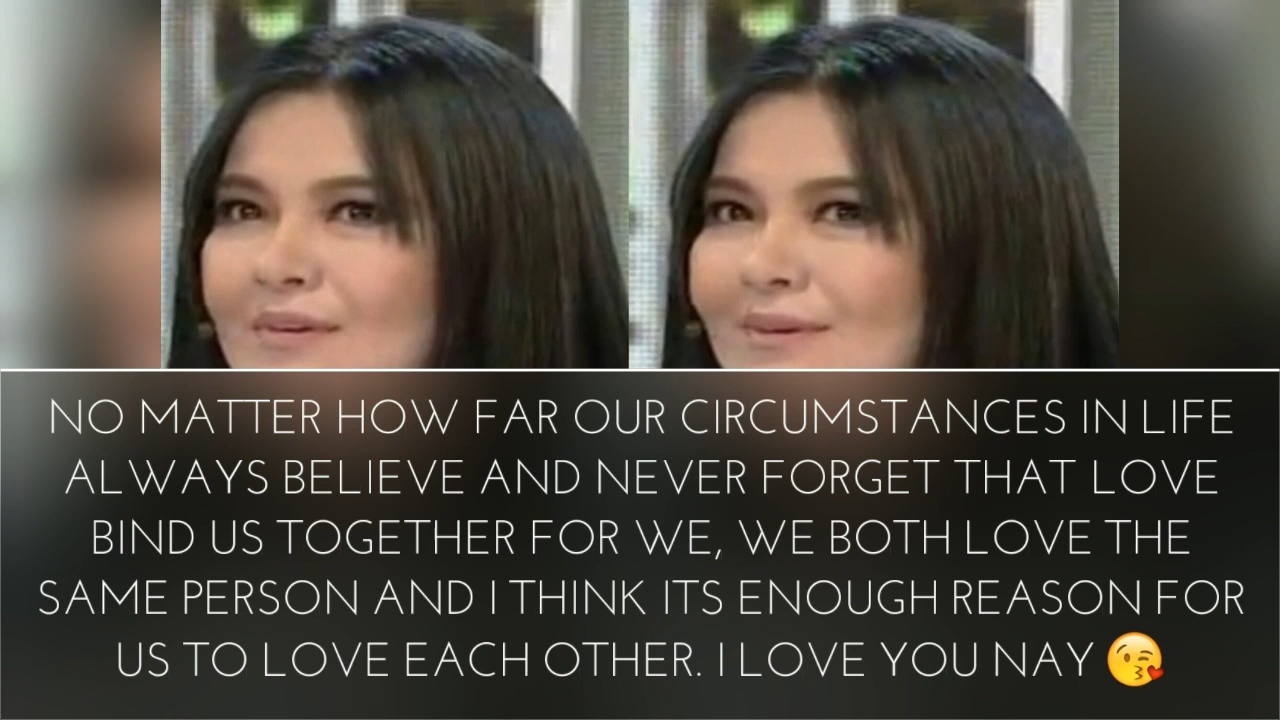 NO MATTER HOW FAR OUR CIRCUMSTANCES IN LIFE
ALWAYS BELIEVE AND NEVER FORGET THAT LOVE
BIND US TOGETHER FOR WE, WE BOTH LOVE THE
SAME PERSON AND I THINK ITS ENOUGH REASON FOR
US TO LOVE EACH OTHER. I LOVE YOU NAY 😘